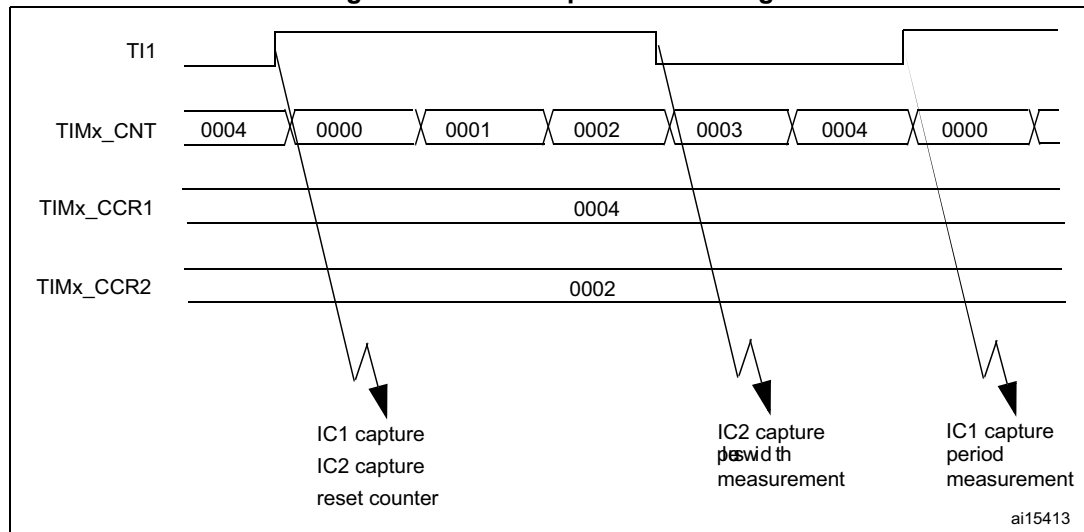 TI1
TIMx_CNT 0004 0000 0001 0002 0003 0004 0000
TIMx_CCR1 0004
TIMx_CCR2 0002
IC1 capture
IC2 capture
reset counter
IC2 capture
measurement
IC1 capture
period
measurement
ai15413